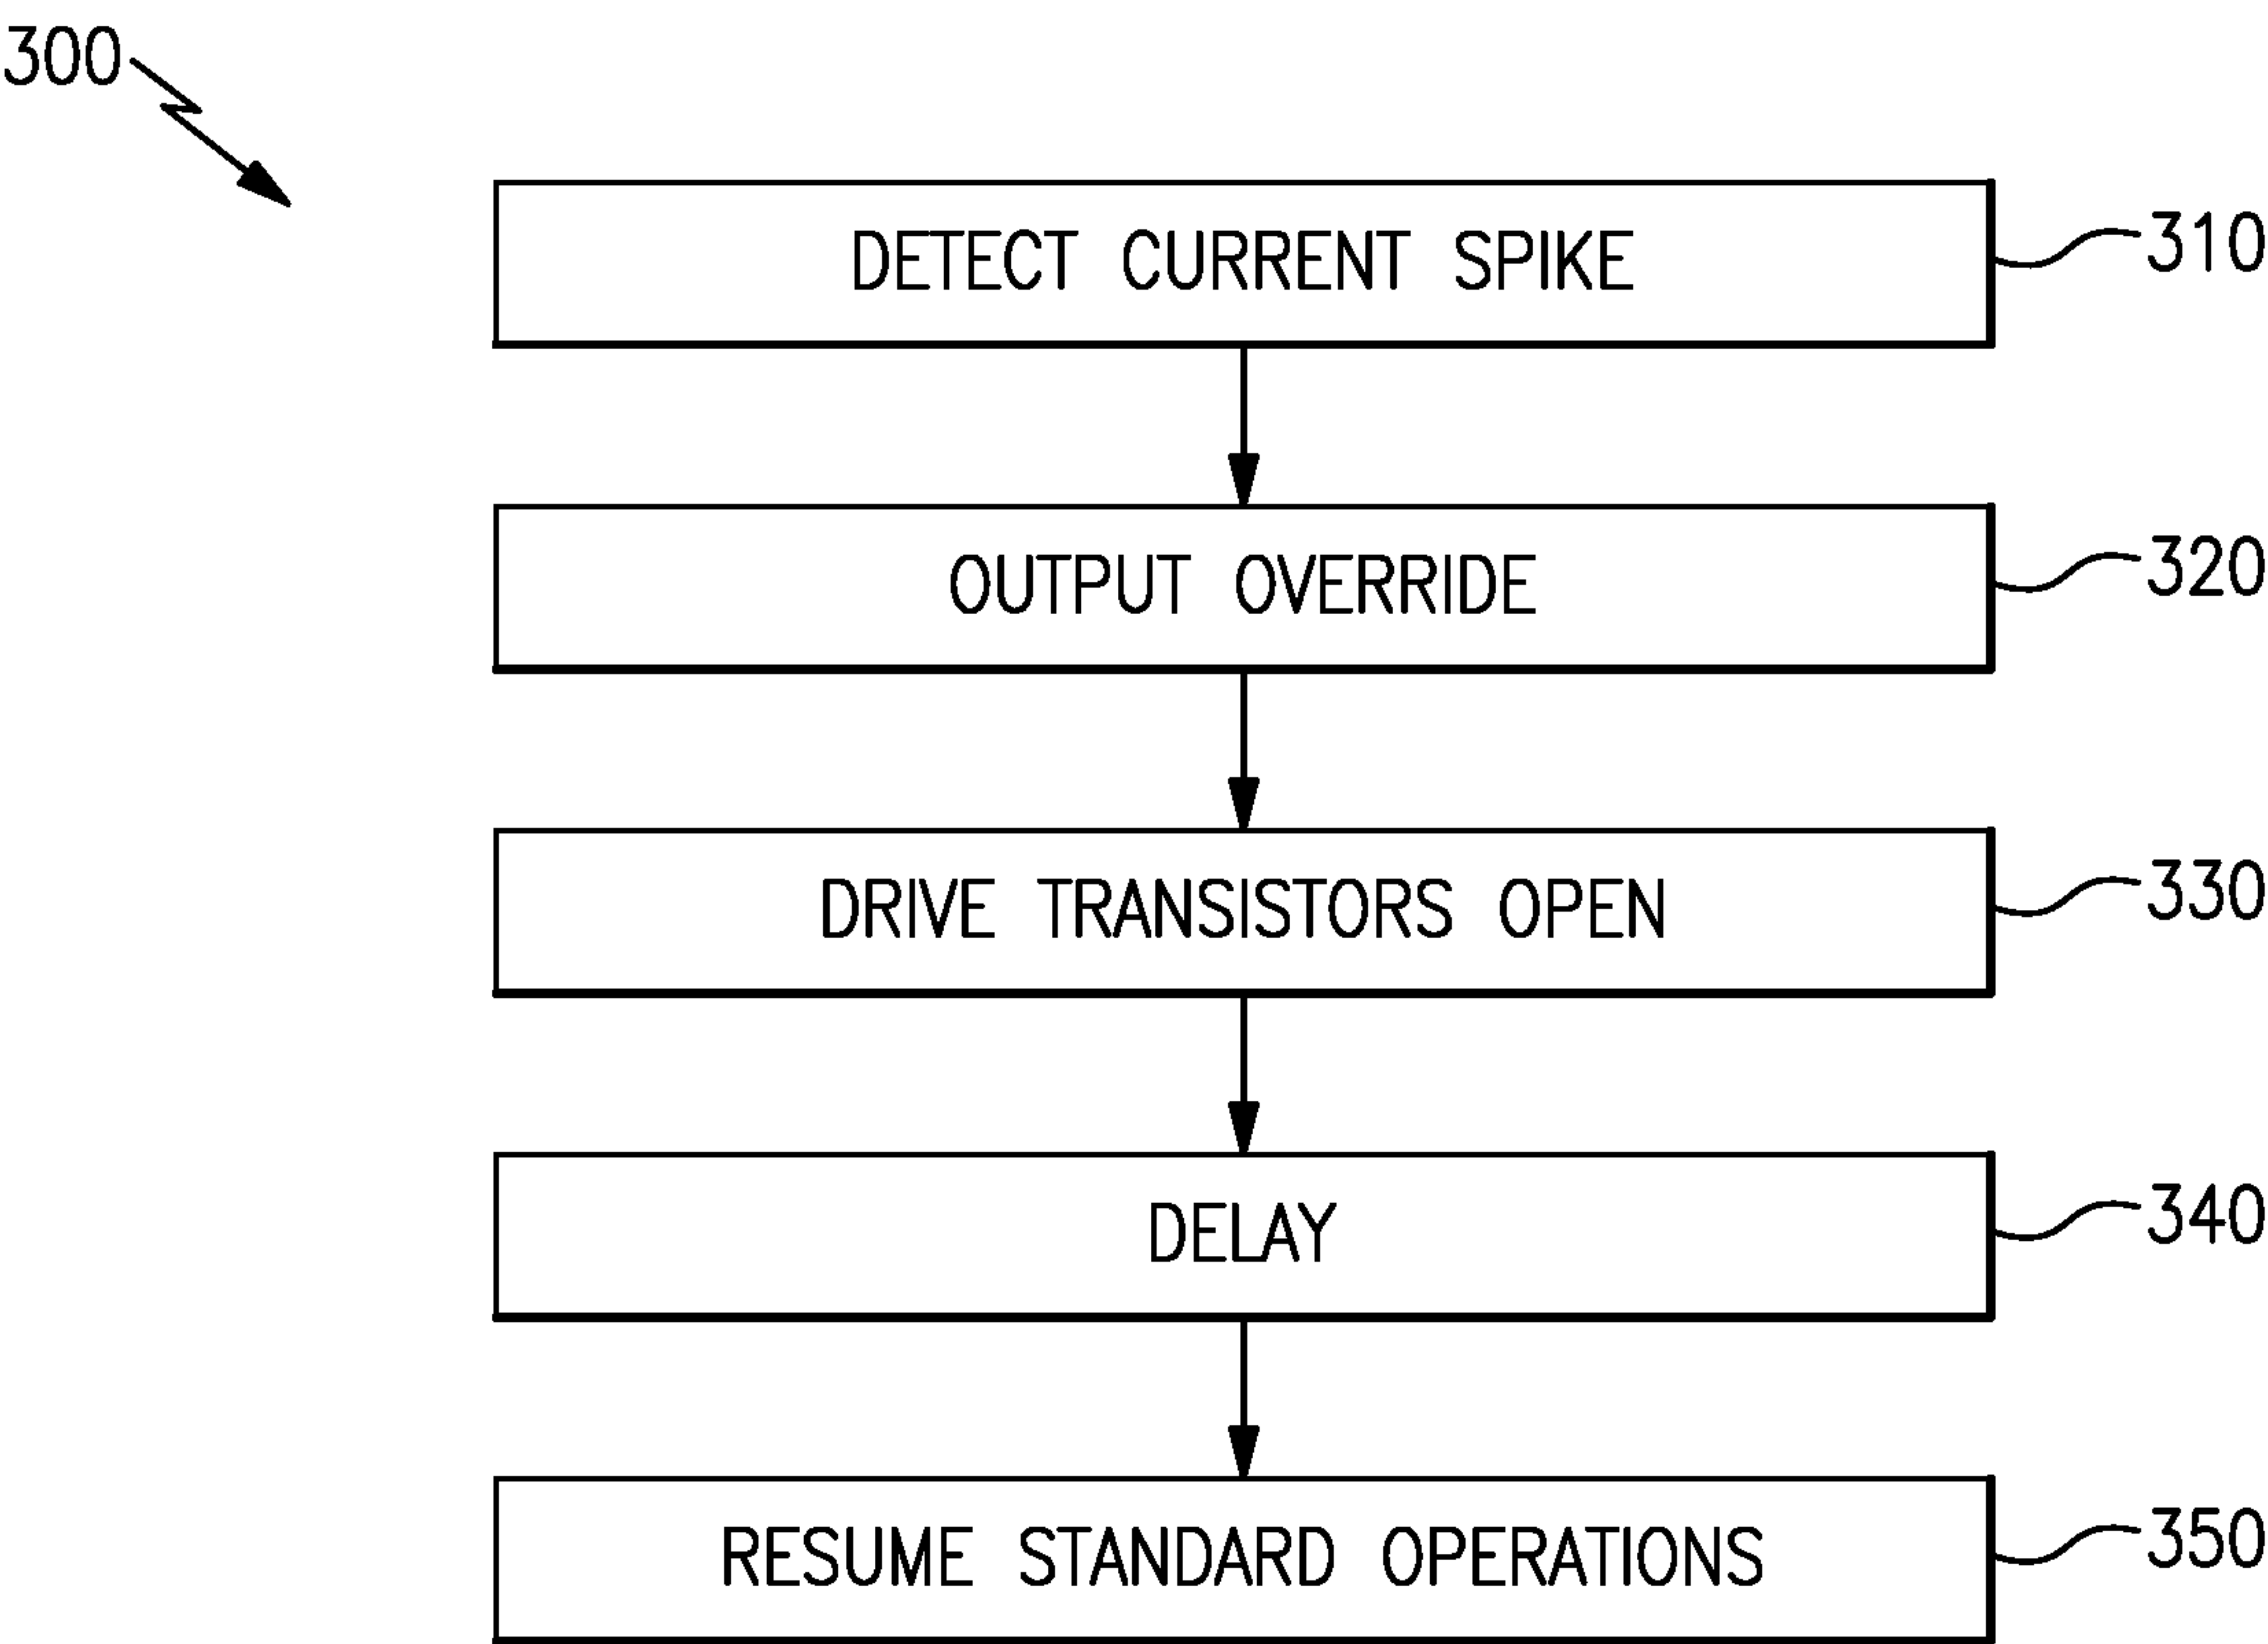 300
DETECT CURRENT SPIKE
310
OUTPUT OVERRIDE
320
DRIVE TRANSISTORS OPEN
330
DELAY
340
RESUME STANDARD OPERATIONS
350